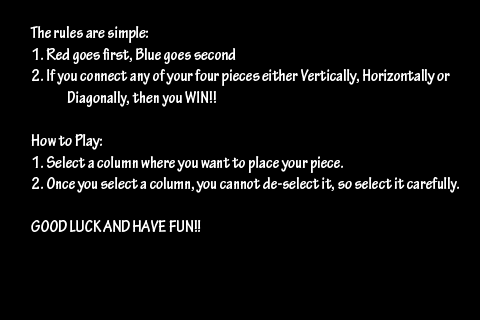 The rules are simple:
1. Red goes first, Blue goes second
2. If you connect any of your four pieces either Vertically, Horizontally or
Diagonally, then you WIN!!
How to Play:
1. Select a column where you want to place your piece.
2. Once you select a column, you cannot de-select it, so select it carefully.
GOOD LUCK AND HAVE FUN!!